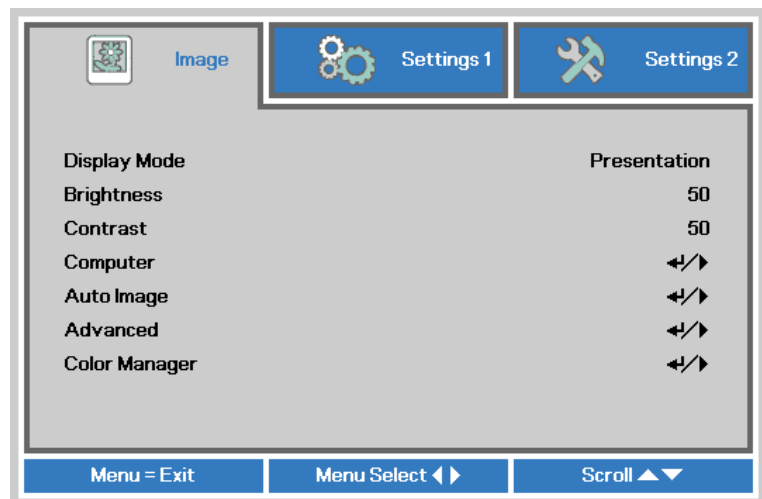 Image Settings 1 Settings 2
Display Mode Presentation
Brightness 50
Contrast 50
Computer ↵/▶
Auto Image ↵/▶
Advanced ↵/▶
Color Manager ↵/▶
Menu = Exit Menu Select ◀▶ Scroll ▲▼